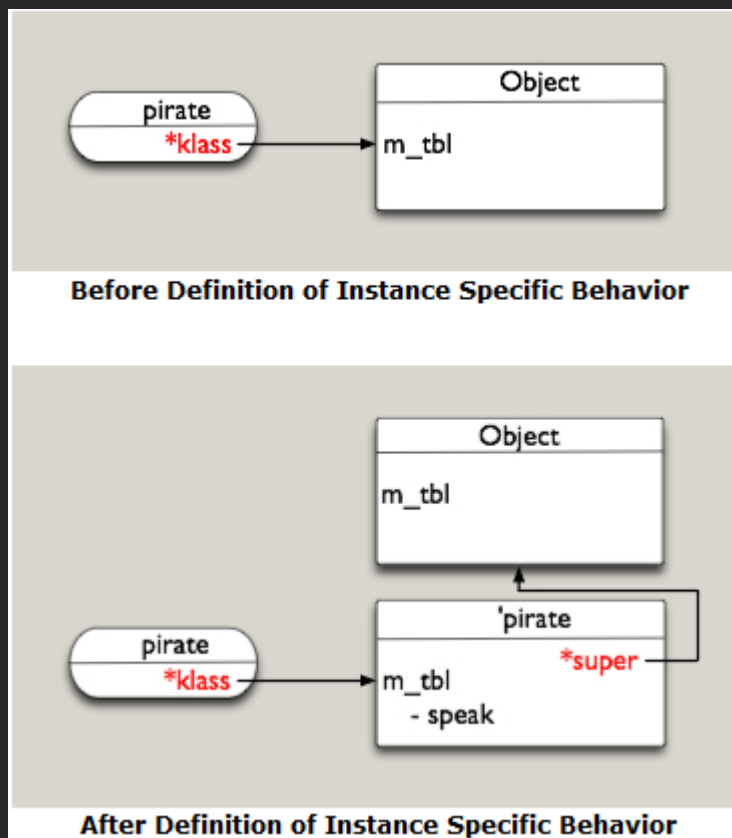 Object
pirate
*klass
m_tbl
Before Definition of Instance Specific Behavior
Object
m_tbl
'pirate
pirate
*super
*klass
m_tbl
- speak
After Definition of Instance Specific Behavior